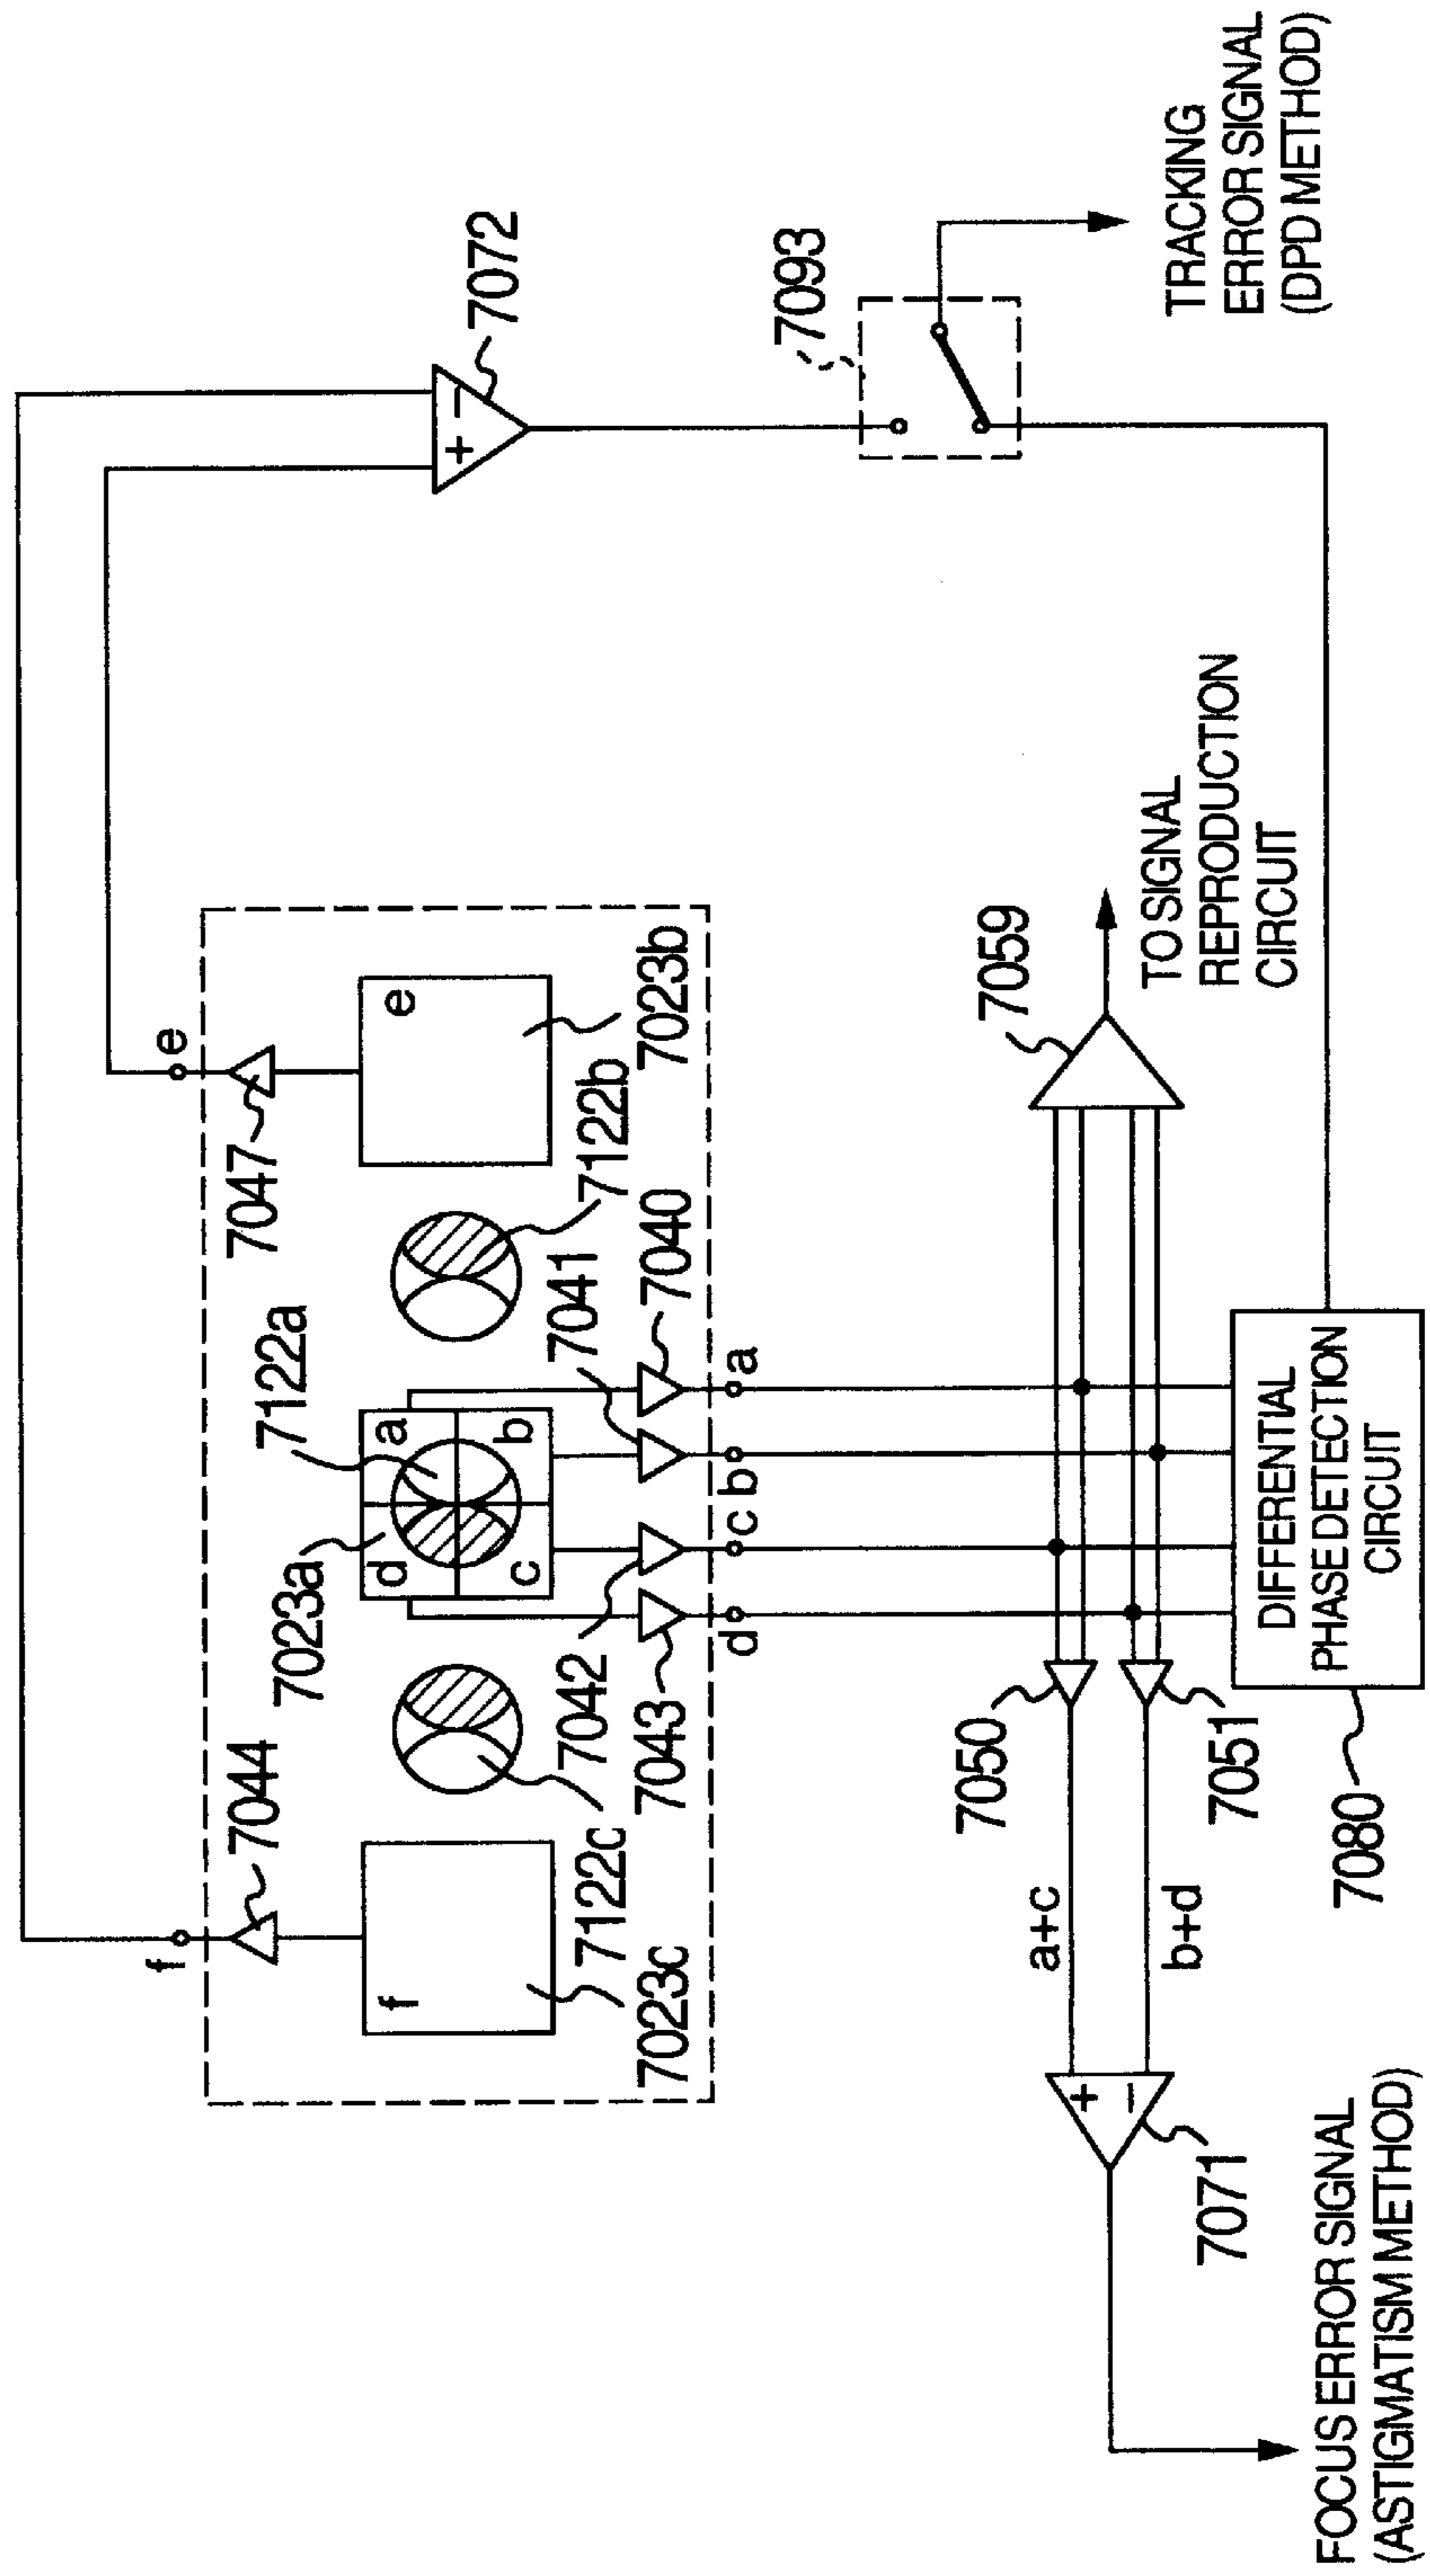 7072
7093
TRACKING
ERROR SIGNAL
(DPD METHOD)
f
7044
7047
e
f
7023c
7122c
7023a
7122a
d
a
c
b
7122b
e
7023b
7042
7043
7041
7040
d
c
b
a
7059
TO SIGNAL
REPRODUCTION
CIRCUIT
7050
7051
a+c
b+d
+
−
7071
+
−
FOCUS ERROR SIGNAL
(ASTIGMATISM METHOD)
7080
DIFFERENTIAL
PHASE DETECTION
CIRCUIT